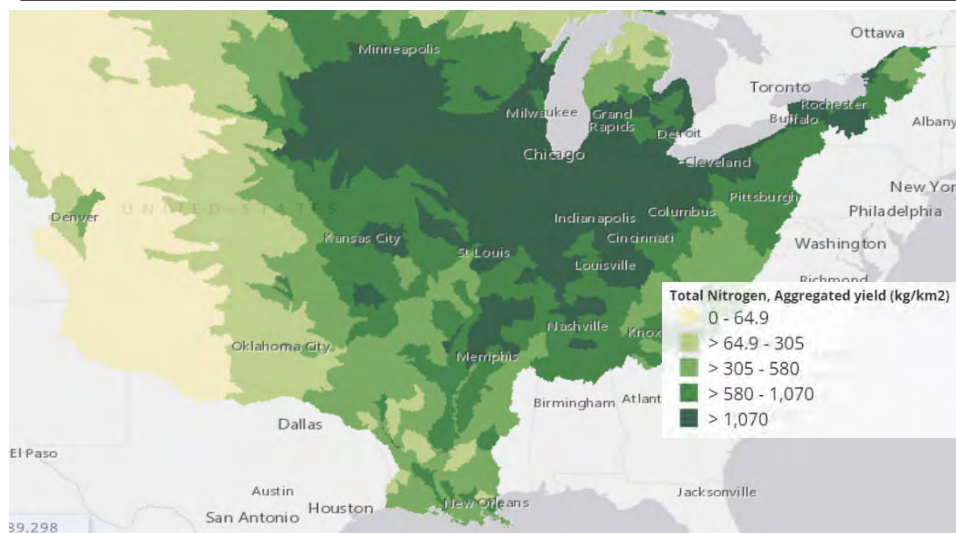 Ottawa
Minneapolis
Toronto
Milwaukee
Grand
Rapids
Rochester
Buffalo
Albany
Detroit
Chicago
Cleveland
New Yor
Pittsburgh
Denver
UNITED STATES
Indianapolis
Columbus
Philadelphia
Kansas City
Cincinnati
Washington
St Louis
Louisville
Richmond
Total Nitrogen, Aggregated yield (kg/km2)
0 - 64.9
> 64.9 - 305
> 305 - 580
> 580 - 1,070
> 1,070
Nashville
Knox
Oklahoma City
Memphis
Birmingham
Atlant
Dallas
El Paso
Austin
Houston
New Orleans
Jacksonville
San Antonio
39,298